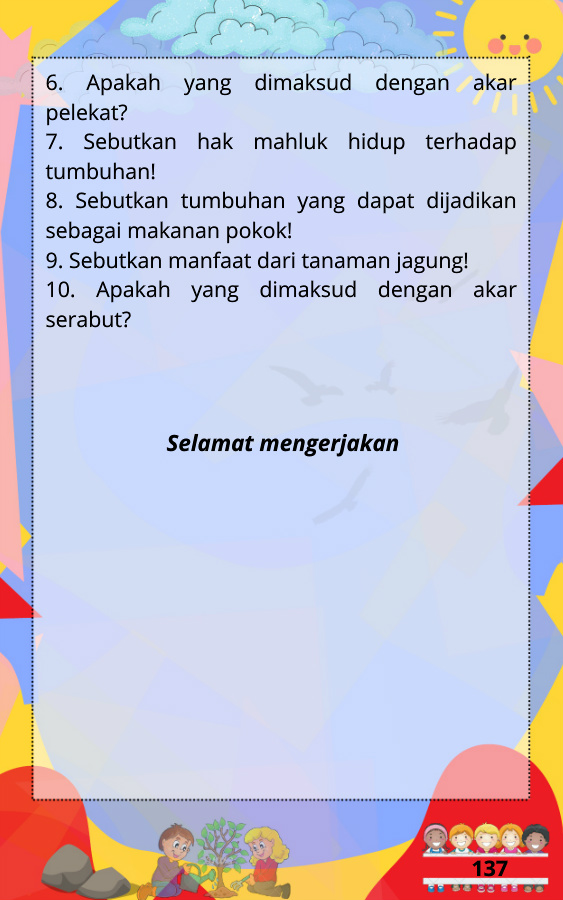 6. Apakah yang dimaksud dengan akar
pelekat?
7. Sebutkan hak mahluk hidup terhadap
tumbuhan!
8. Sebutkan tumbuhan yang dapat dijadikan
sebagai makanan pokok!
9. Sebutkan manfaat dari tanaman jagung!
10. Apakah yang dimaksud dengan akar
serabut?
Selamat mengerjakan
137